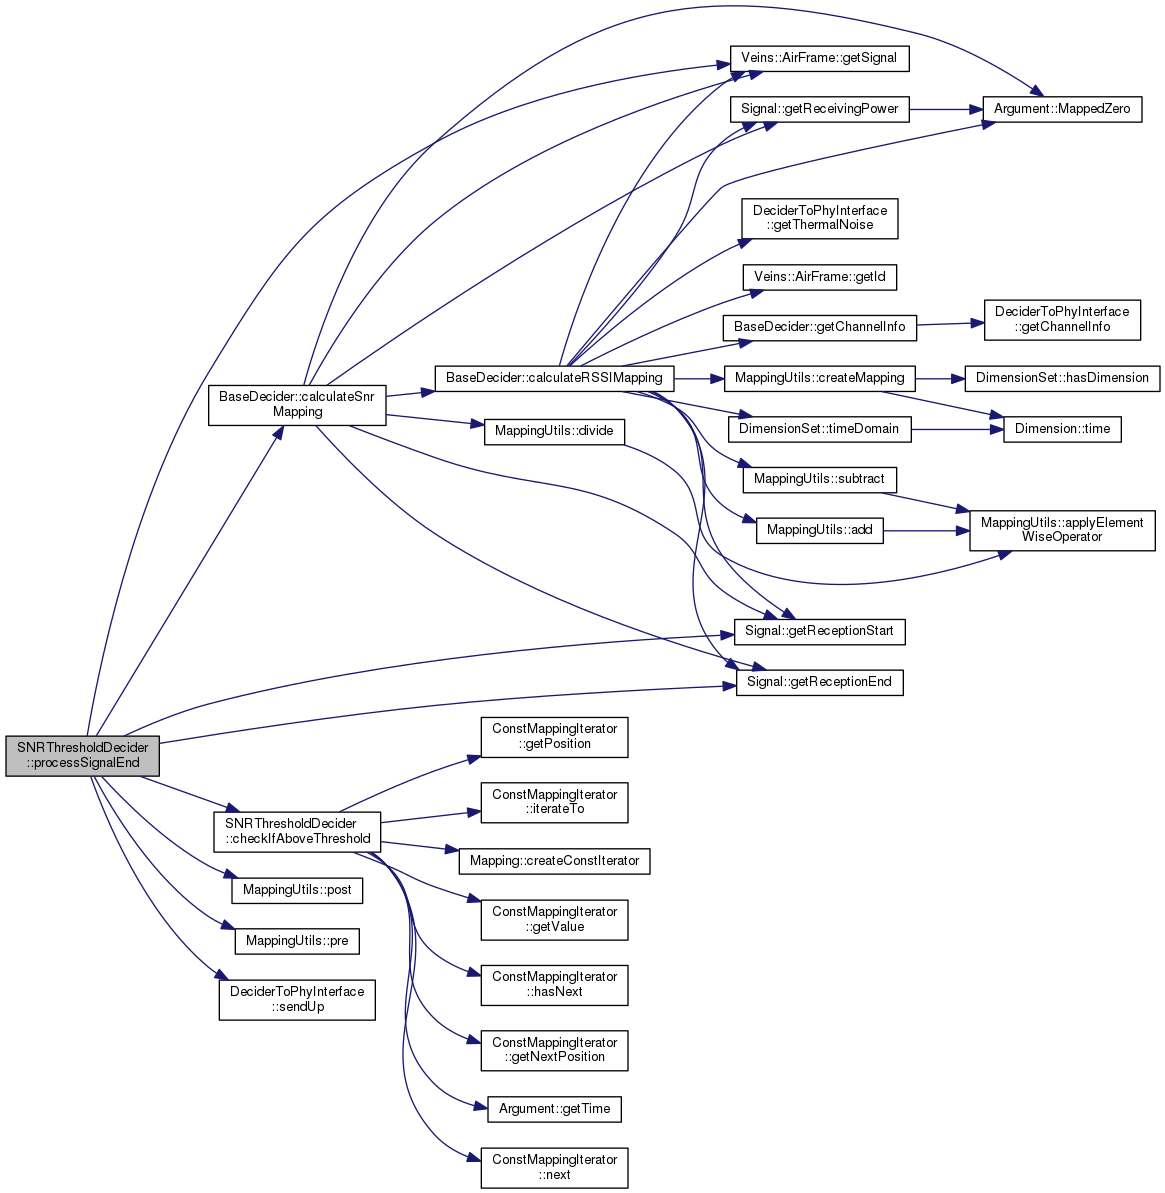 Veins::AirFrame::getSignal
Signal::getReceivingPower
Argument::MappedZero
DeciderToPhyInterface
::getThermalNoise
Veins::AirFrame::getId
BaseDecider::getChannelInfo
DeciderToPhyInterface
::getChannelInfo
BaseDecider::calculateSnr
Mapping
BaseDecider::calculateRSSIMapping
MappingUtils::createMapping
DimensionSet::hasDimension
MappingUtils::divide
DimensionSet::timeDomain
Dimension::time
MappingUtils::subtract
MappingUtils::add
MappingUtils::applyElement
WiseOperator
Signal::getReceptionStart
Signal::getReceptionEnd
SNRThresholdDecider
::processSignalEnd
ConstMappingIterator
::getPosition
ConstMappingIterator
::iterateTo
SNRThresholdDecider
::checkIfAboveThreshold
Mapping::createConstIterator
MappingUtils::post
ConstMappingIterator
::getValue
MappingUtils::pre
ConstMappingIterator
::hasNext
DeciderToPhyInterface
::sendUp
ConstMappingIterator
::getNextPosition
Argument::getTime
ConstMappingIterator
::next